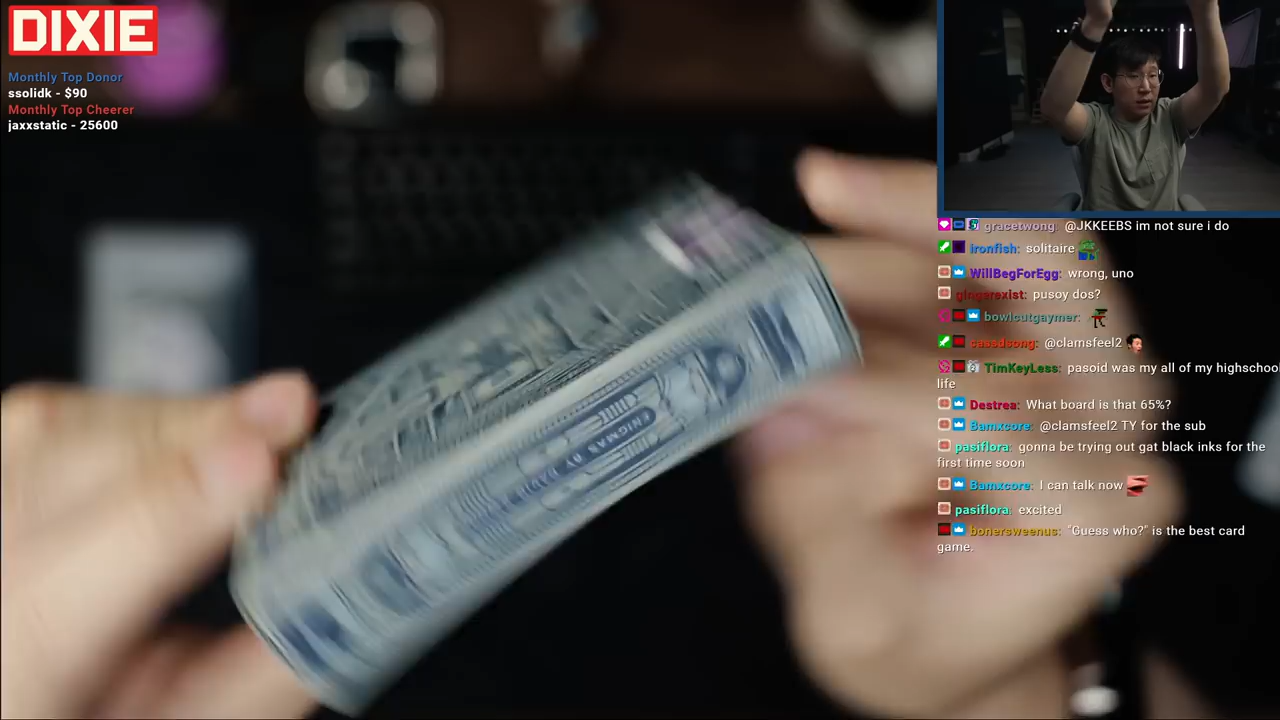 DIXIE
Monthly Top Donor
ssolidk - $90
Monthly Top Cheerer
jaxxstatic - 25600
gracetwong: @JKKEEBS im not sure i do
ironfish: solitaire
WillBegForEgg: wrong, uno
gingerexist: pusoy dos?
bowlcutgaymer:
cassdsong: @clamsfeel2
TimKeyLess: pasoid was my all of my highschool
life
Destrea: What board is that 65%?
Bamxcore: @clamsfeel2 TY for the sub
pasiflora: gonna be trying out gat black inks for the
first time soon
Bamxcore: I can talk now
pasiflora: excited
bonersweenus: "Guess who?" is the best card
game.
ENIGMAS BY DAVID